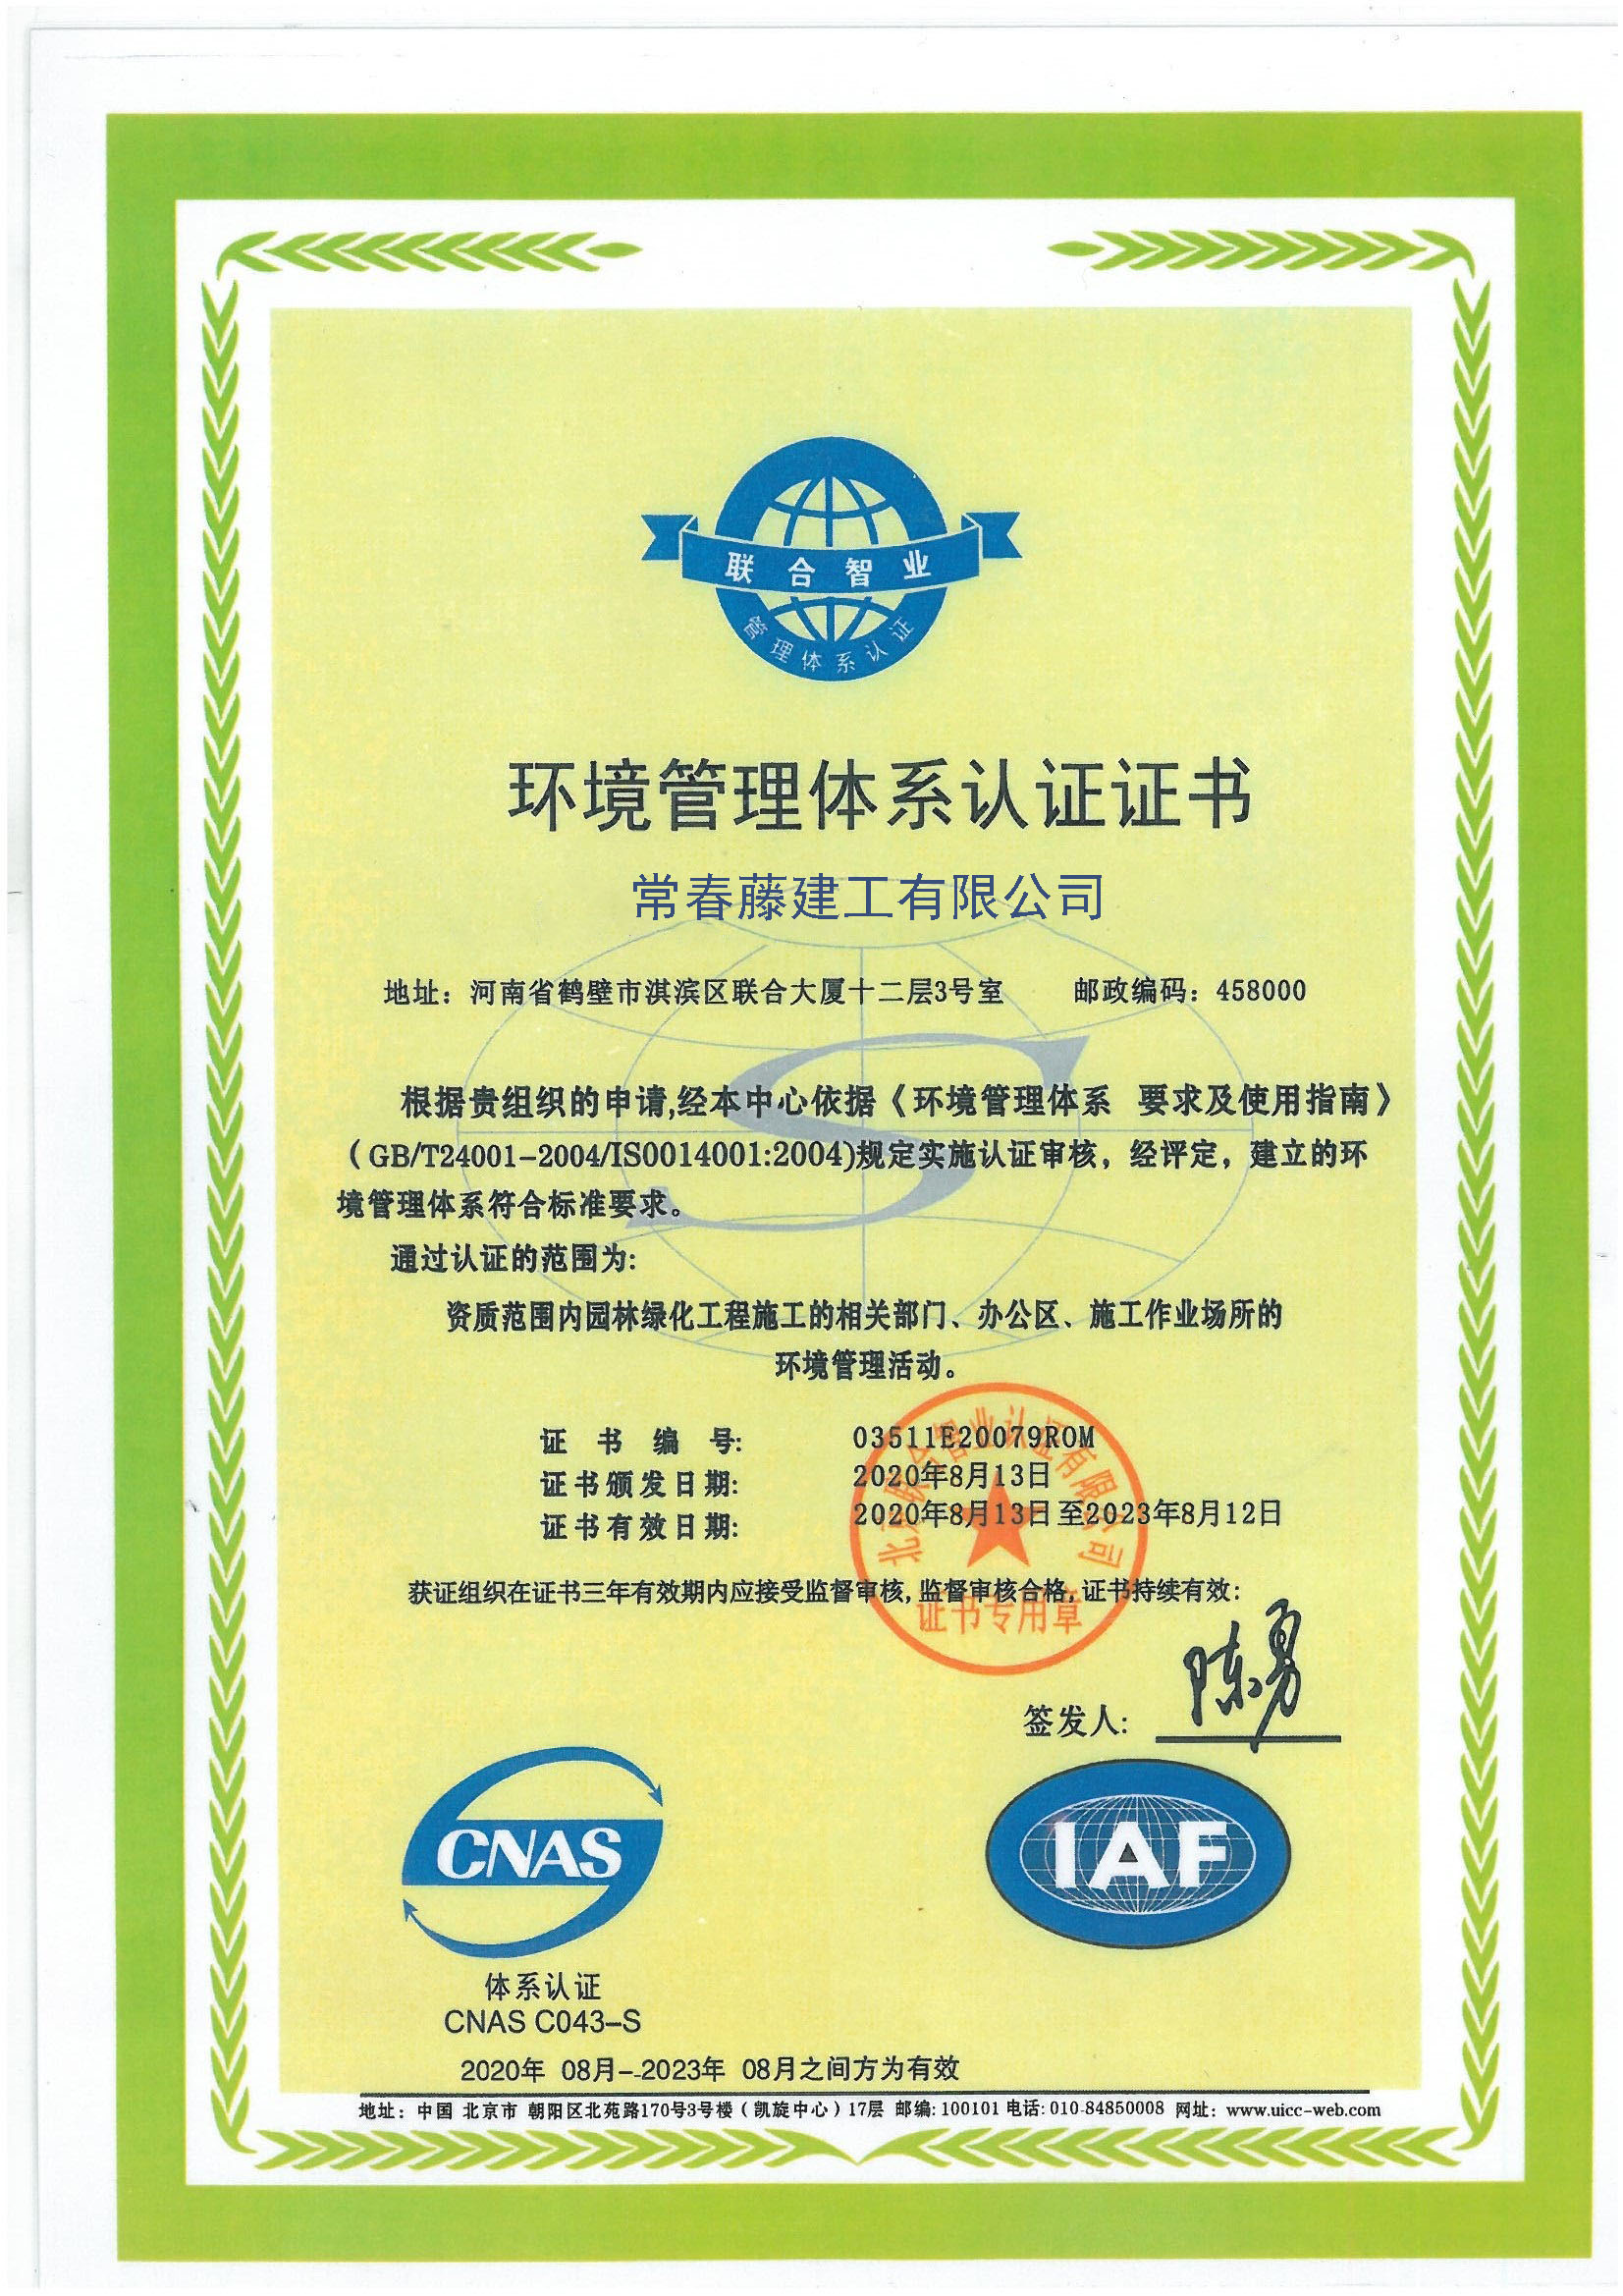 联合智业
管理体系认证
环境管理体系认证证书
常春藤建工有限公司
地址：河南省鹤壁市淇滨区联合大厦十二层3号室 邮政编码：458000
根据贵组织的申请,经本中心依据《环境管理体系 要求及使用指南》
（GB/T24001-2004/IS0014001:2004)规定实施认证审核，经评定，建立的环
境管理体系符合标准要求。
通过认证的范围为:
资质范围内园林绿化工程施工的相关部门、办公区、施工作业场所的
环境管理活动。
证书编号: 03511E20079ROM
证书颁发日期: 2020年8月13日
证书有效日期: 2020年8月13日至2023年8月12日
北京联合智业认证有限公司
获证组织在证书三年有效期内应接受监督审核,监督审核合格,证书持续有效:
证书专用章
签发人: 陈勇
CNAS
IAF
体系认证
CNAS C043-S
2020年 08月--2023年 08月之间方为有效
地址：中国 北京市 朝阳区北苑路170号3号楼（凯旋中心）17层 邮编:100101 电话:010-84850008 网址：www.uicc-web.com